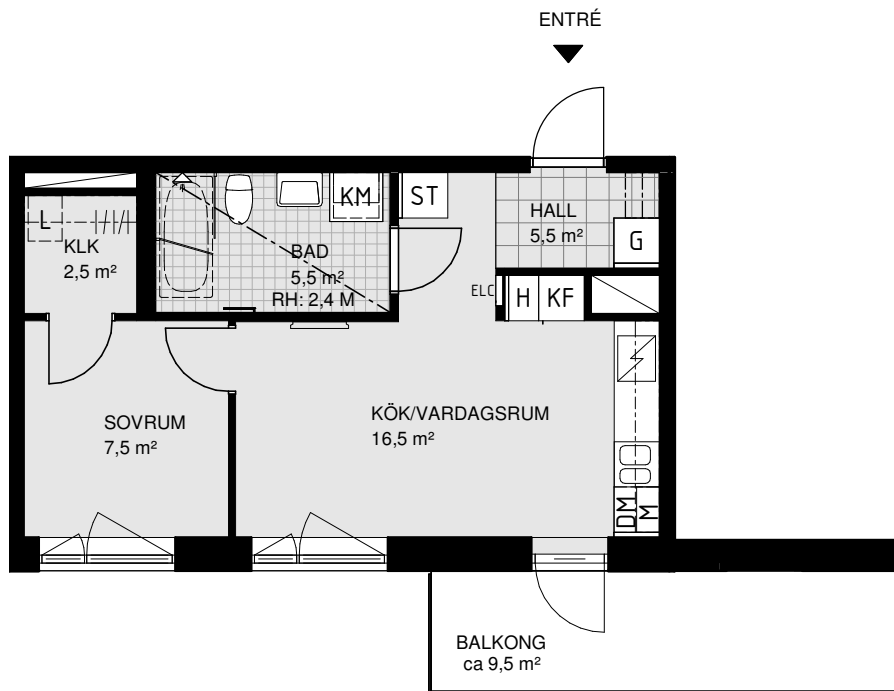 ENTRÉ
KM
ST
HALL
5,5 m²
G
L
KLK
2,5 m²
BAD
5,5 m²
RH: 2,4 M
ELC
H
KF
SOVRUM
7,5 m²
KÖK/VARDAGSRUM
16,5 m²
DM
M
BALKONG
ca 9,5 m²